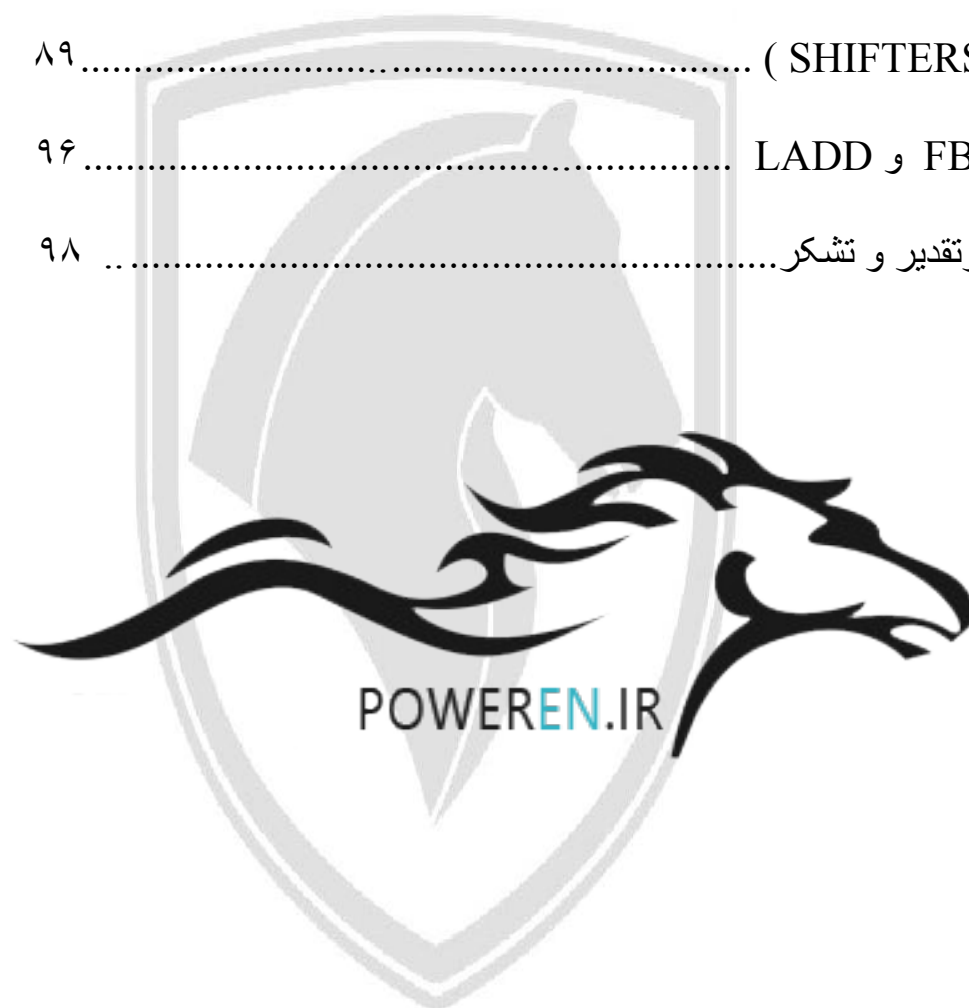 ( SHIFTERS ........ ۸۹
FB و LADD ........ ۹۶
تقدیر و تشکر ........ ۹۸
POWEREN.IR